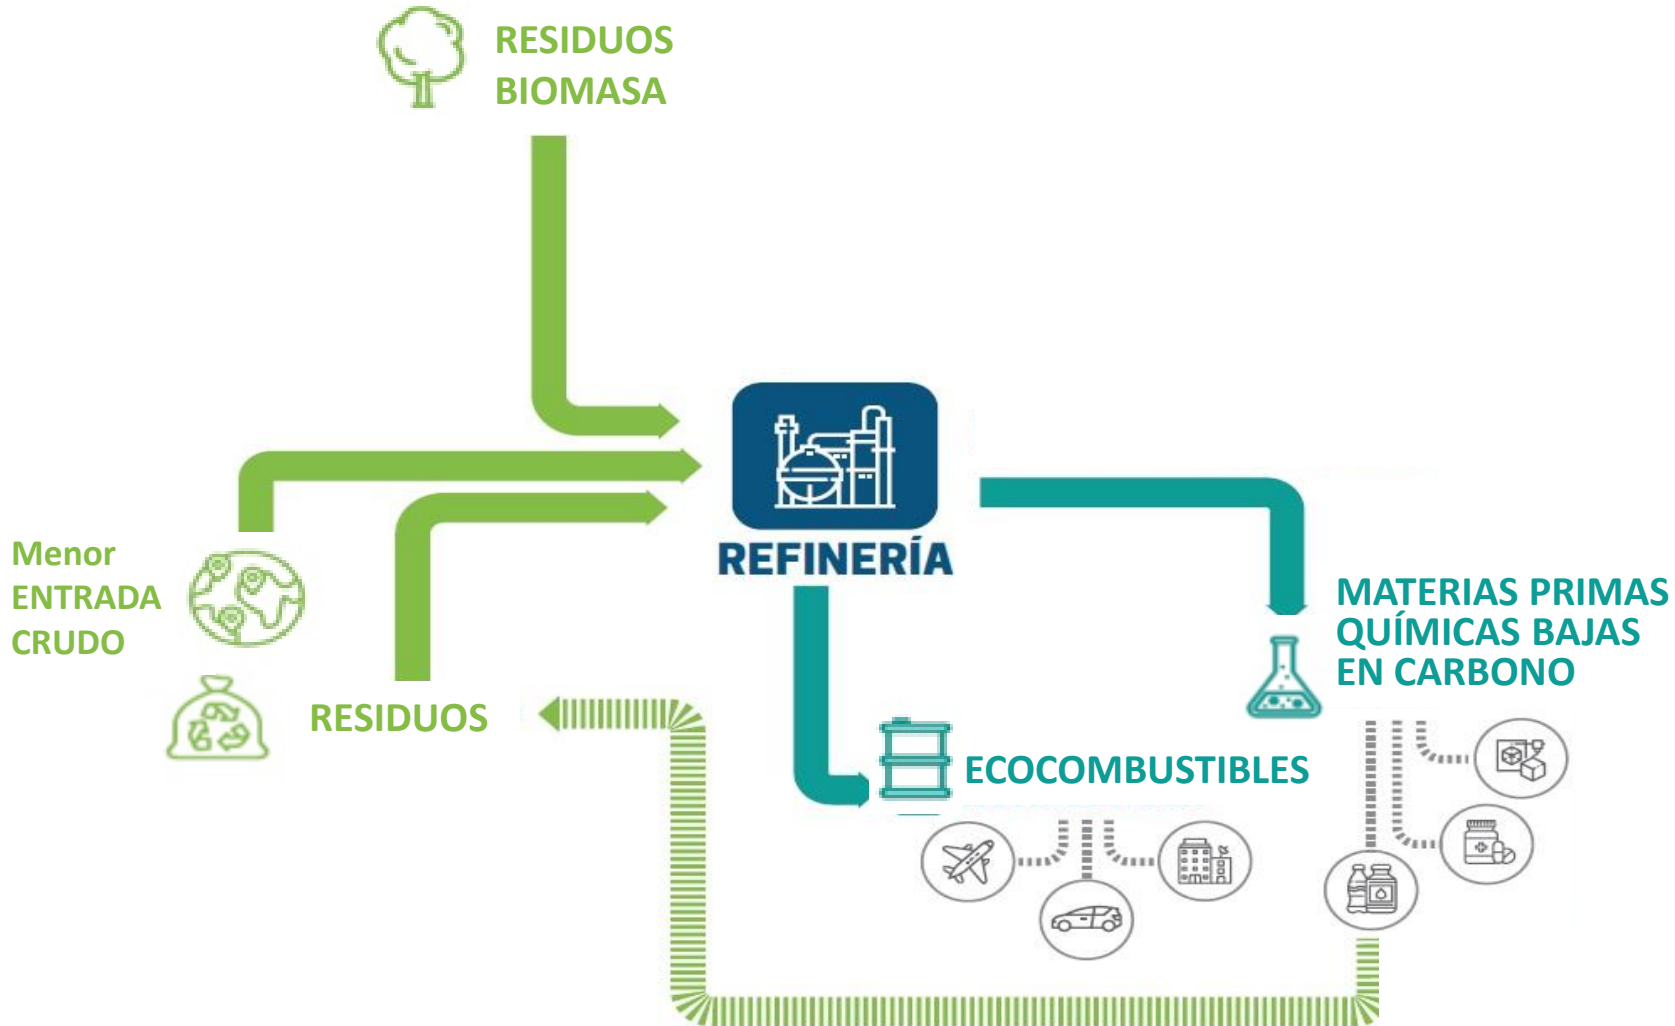 RESIDUOS
BIOMASA
REFINERÍA
Menor
ENTRADA
CRUDO
RESIDUOS
MATERIAS PRIMAS
QUÍMICAS BAJAS
EN CARBONO
ECOCOMBUSTIBLES